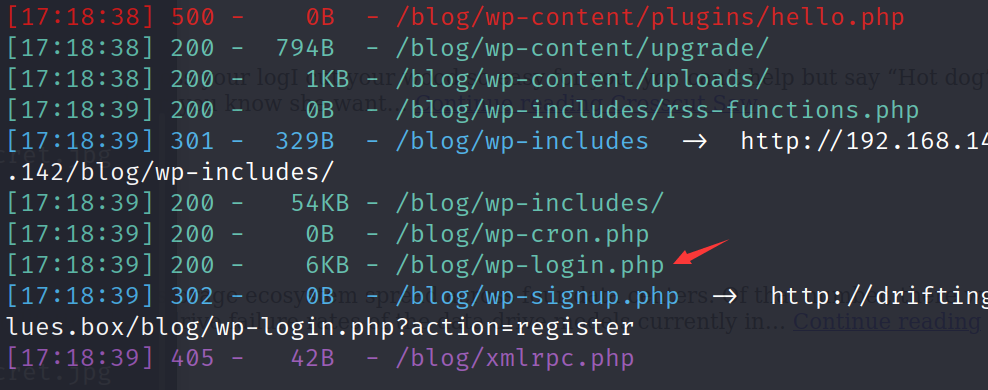 [17:18:38] 500 -    0B  - /blog/wp-content/plugins/hello.php
[17:18:38] 200 -  794B  - /blog/wp-content/upgrade/
[17:18:38] 200 -   1KB  - /blog/wp-content/uploads/
[17:18:39] 200 -    0B  - /blog/wp-includes/rss-functions.php
[17:18:39] 301 -  329B  - /blog/wp-includes  →  http://192.168.14
.142/blog/wp-includes/
[17:18:39] 200 -   54KB - /blog/wp-includes/
[17:18:39] 200 -    0B  - /blog/wp-cron.php
[17:18:39] 200 -   6KB  - /blog/wp-login.php
[17:18:39] 302 -    0B  - /blog/wp-signup.php  →  http://drifting
lues.box/blog/wp-login.php?action=register
currently in... Continue reading
[17:18:39] 405 -   42B  - /blog/xmlrpc.php